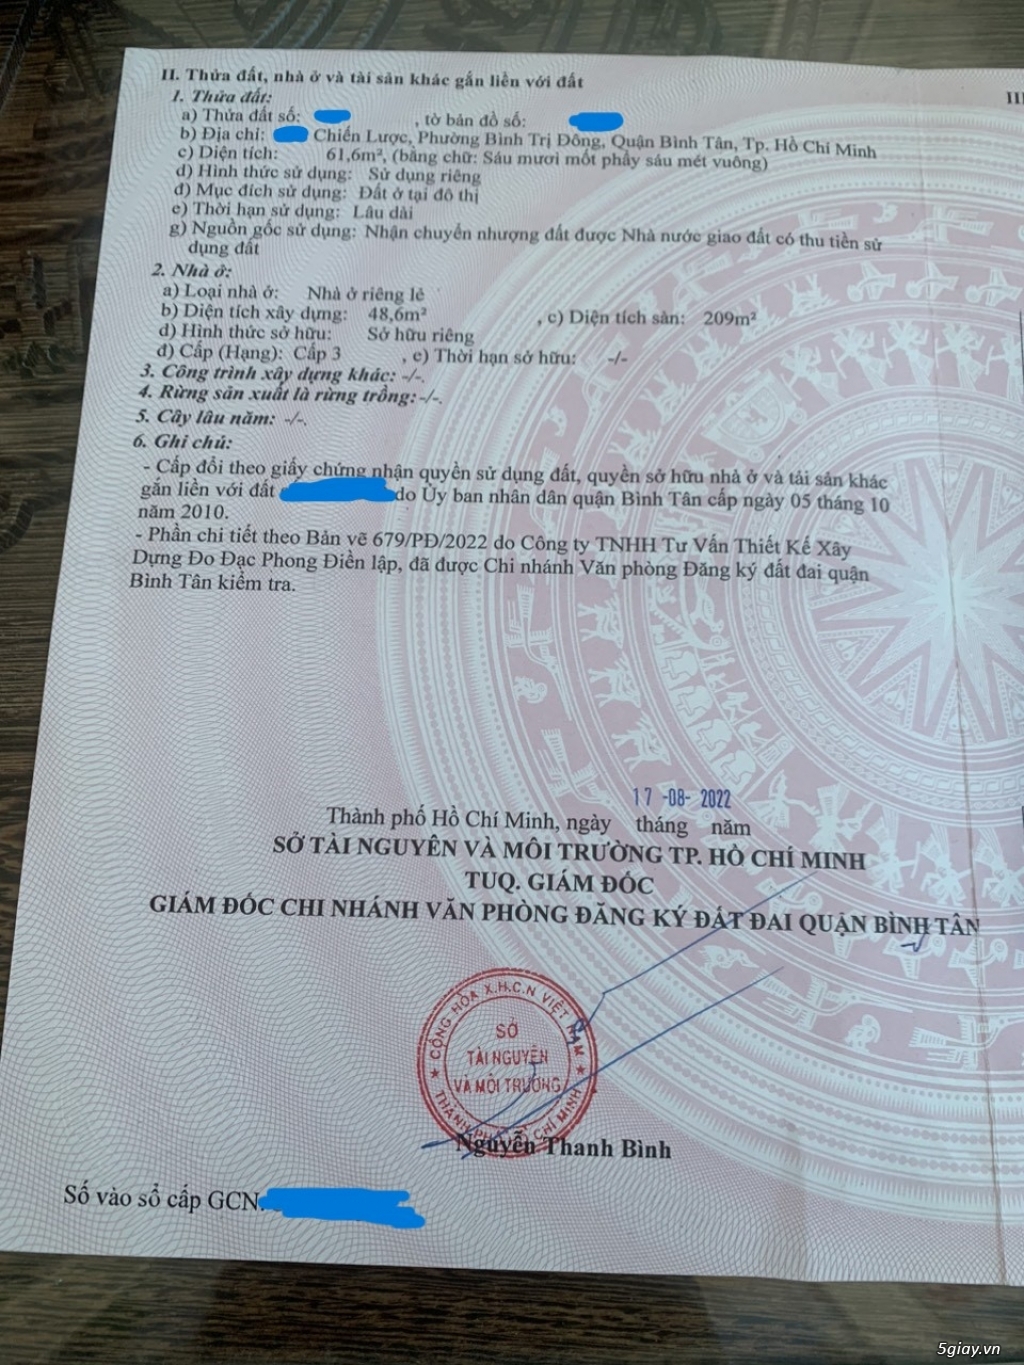 II. Thửa đất, nhà ở và tài sản khác gắn liền với đất
III
1. Thửa đất:
a) Thửa đất số: , tờ bản đồ số:
b) Địa chỉ: Chiến Lược, Phường Bình Trị Đông, Quận Bình Tân, Tp. Hồ Chí Minh
c) Diện tích: 61,6m², (bằng chữ: Sáu mươi mốt phẩy sáu mét vuông)
d) Hình thức sử dụng: Sử dụng riêng
đ) Mục đích sử dụng: Đất ở tại đô thị
e) Thời hạn sử dụng: Lâu dài
g) Nguồn gốc sử dụng: Nhận chuyển nhượng đất được Nhà nước giao đất có thu tiền sử
dụng đất
2. Nhà ở:
a) Loại nhà ở: Nhà ở riêng lẻ
b) Diện tích xây dựng: 48,6m² , c) Diện tích sàn: 209m²
d) Hình thức sở hữu: Sở hữu riêng
đ) Cấp (Hạng): Cấp 3 , e) Thời hạn sở hữu: -/-
3. Công trình xây dựng khác: -/-.
4. Rừng sản xuất là rừng trồng: -/-.
5. Cây lâu năm: -/-.
6. Ghi chú:
- Cấp đổi theo giấy chứng nhận quyền sử dụng đất, quyền sở hữu nhà ở và tải sản khác
gắn liền với đất do Ủy ban nhân dân quận Bình Tân cấp ngày 05 tháng 10
năm 2010.
- Phần chi tiết theo Bản vẽ 679/PĐ/2022 do Công ty TNHH Tư Vấn Thiết Kế Xây
Dựng Đo Đạc Phong Điền lập, đã được Chi nhánh Văn phòng Đăng ký đất đai quận
Bình Tân kiểm tra.
17 -08- 2022
Thành phố Hồ Chí Minh, ngày tháng năm
SỞ TÀI NGUYÊN VÀ MÔI TRƯỜNG TP. HỒ CHÍ MINH
TUQ. GIÁM ĐỐC
GIÁM ĐỐC CHI NHÁNH VĂN PHÒNG ĐĂNG KÝ ĐẤT ĐAI QUẬN BÌNH TÂN
CỘNG HÒA X.H.C.N VIỆT NAM
SỞ
TÀI NGUYÊN
VÀ MÔI TRƯỜNG
THÀNH PHỐ HỒ CHÍ MINH
Nguyễn Thanh Bình
Số vào sổ cấp GCN:
5giay.vn